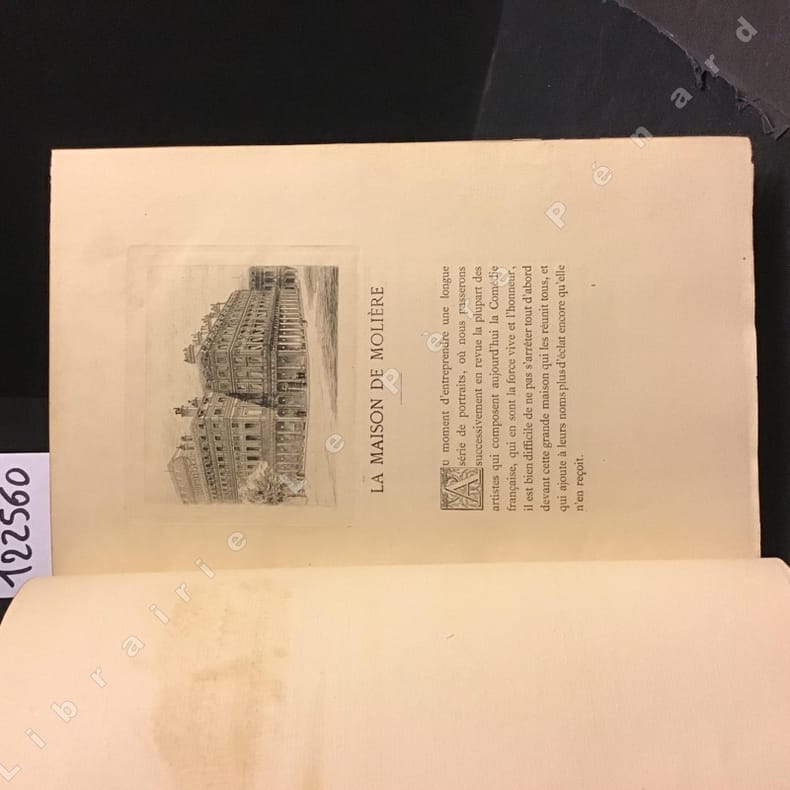 LA MAISON DE MOLIÈRE
Au moment d'entreprendre une longue
série de portraits, où nous passerons
successivement en revue la plupart des
artistes qui composent aujourd'hui la Comédie
française, qui en sont la force vive et l'honneur,
il est bien difficile de ne pas s'arrêter tout d'abord
devant cette grande maison qui les réunit tous, et
qui ajoute à leurs noms plus d'éclat encore qu'elle
n'en reçoit.
122560
Librairie Le Père Pénard